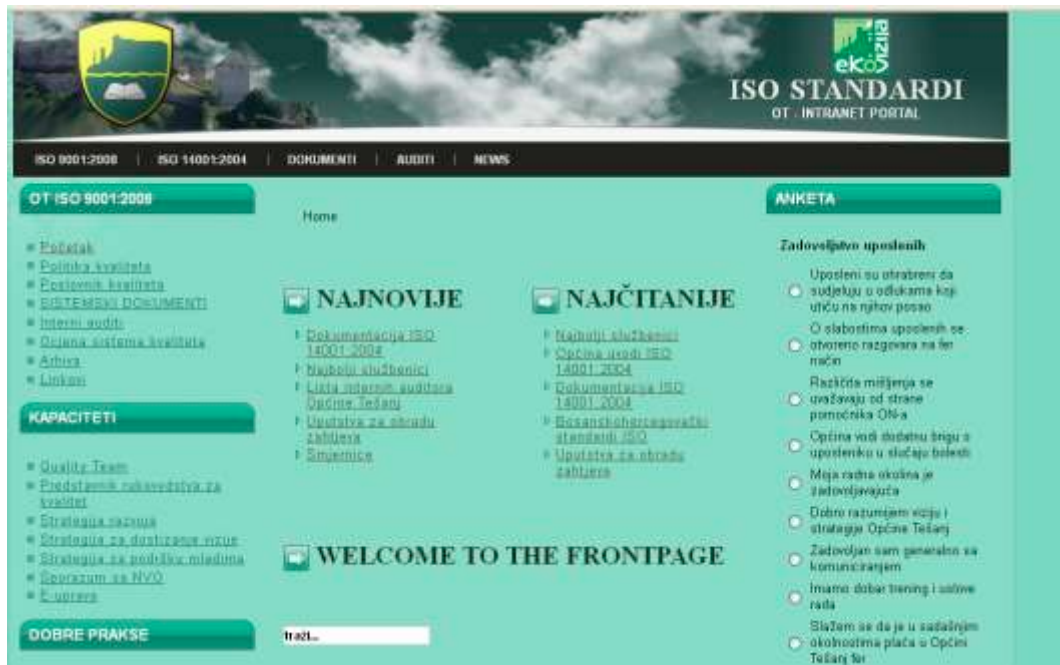 eko
vizija
ISO STANDARDI
OT - INTRANET PORTAL
ISO 9001:2008 | ISO 14001:2004 | DOKUMENTI | AUDITI | NEWS
OT ISO 9001:2008
Početak
Politika kvaliteta
Poslovnik kvaliteta
SISTEMSKI DOKUMENTI
Interni auditi
Ocjena sistema kvaliteta
Arhiva
Linkovi
KAPACITETI
Quality Team
Predstavnik rukovodstva za
kvalitet
Strategija razvoja
Strategija za dostizanje vizije
Strategija za podršku mladima
Sporazum sa NVO
E-uprava
DOBRE PRAKSE
Home
NAJNOVIJE
Dokumentacija ISO
14001:2004
Najbolji službenici
Lista internih auditora
Općine Tešanj
Uputstva za obradu
zahtjeva
Smjernice
NAJČITANIJE
Najbolji službenici
Općina uvodi ISO
14001:2004
Dokumentacija ISO
14001:2004
Bosanskohercegovački
standardi ISO
Uputstva za obradu
zahtjeva
WELCOME TO THE FRONTPAGE
traži...
ANKETA
Zadovoljstvo uposlenih
Uposleni su ohrabreni da
sudjeluju u odlukama koji
utiču na njihov posao
O slabostima uposlenih se
otvoreno razgovara na fer
način
Različita mišljenja se
uvažavaju od strane
pomoćnika ON-a
Općina vodi dodatnu brigu o
uposleniku u slučaju bolesti
Moja radna okolina je
zadovoljavajuća
Dobro razumijem viziju i
strategije Općine Tešanj
Zadovoljan sam generalno sa
komuniciranjem
Imamo dobar trening i uslove
rada
Slažem se da je u sadašnjim
okolnostima plaća u Općini
Tešanj fer